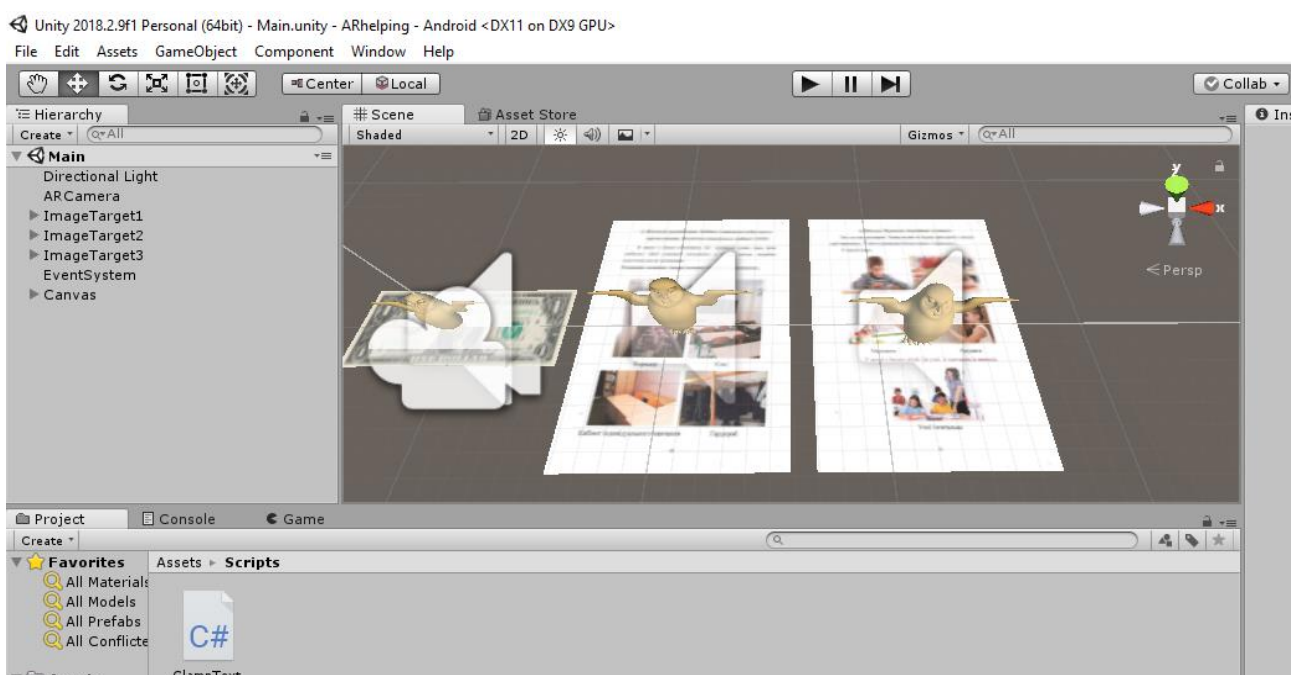 Unity 2018.2.9f1 Personal (64bit) - Main.unity - ARhelping - Android <DX11 on DX9 GPU>
File Edit Assets GameObject Component Window Help
Center Local Collab
Hierarchy
Create All
Main
Directional Light
ARCamera
ImageTarget1
ImageTarget2
ImageTarget3
EventSystem
Canvas
Scene Asset Store
Shaded 2D Gizmos All
y
x
Persp
Project Console Game
Create
Favorites
All Materials
All Models
All Prefabs
All Conflicte
Assets Scripts
C#
ClampText